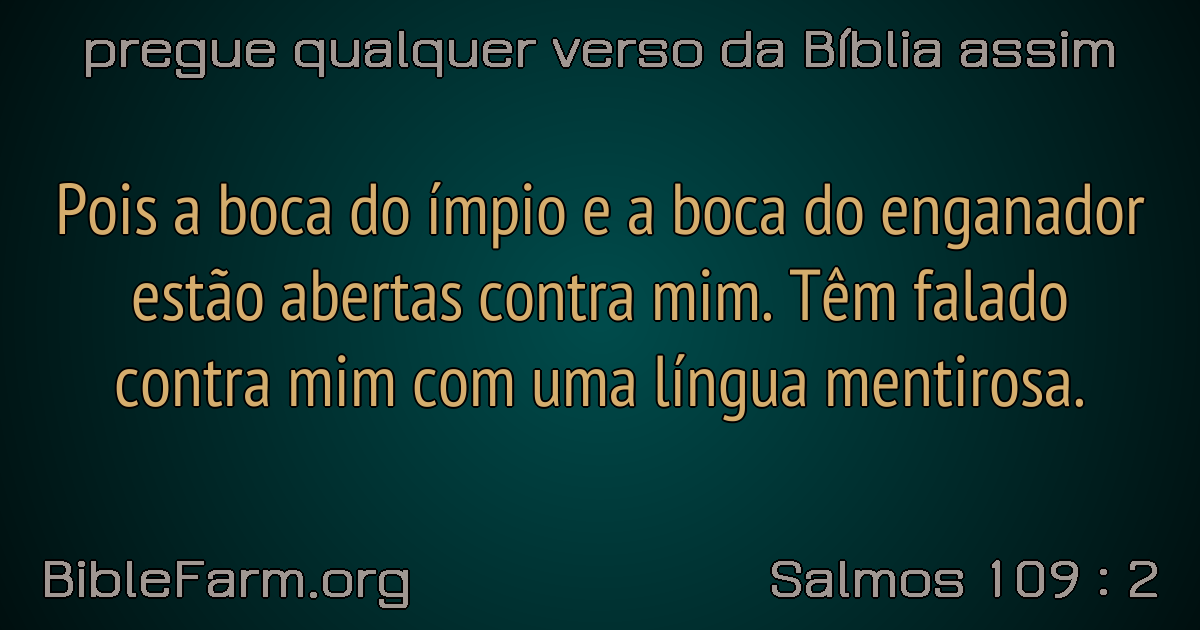 pregue qualquer verso da Bíblia assim
Pois a boca do ímpio e a boca do enganador
estão abertas contra mim. Têm falado
contra mim com uma língua mentirosa.
BibleFarm.org
Salmos 109 : 2